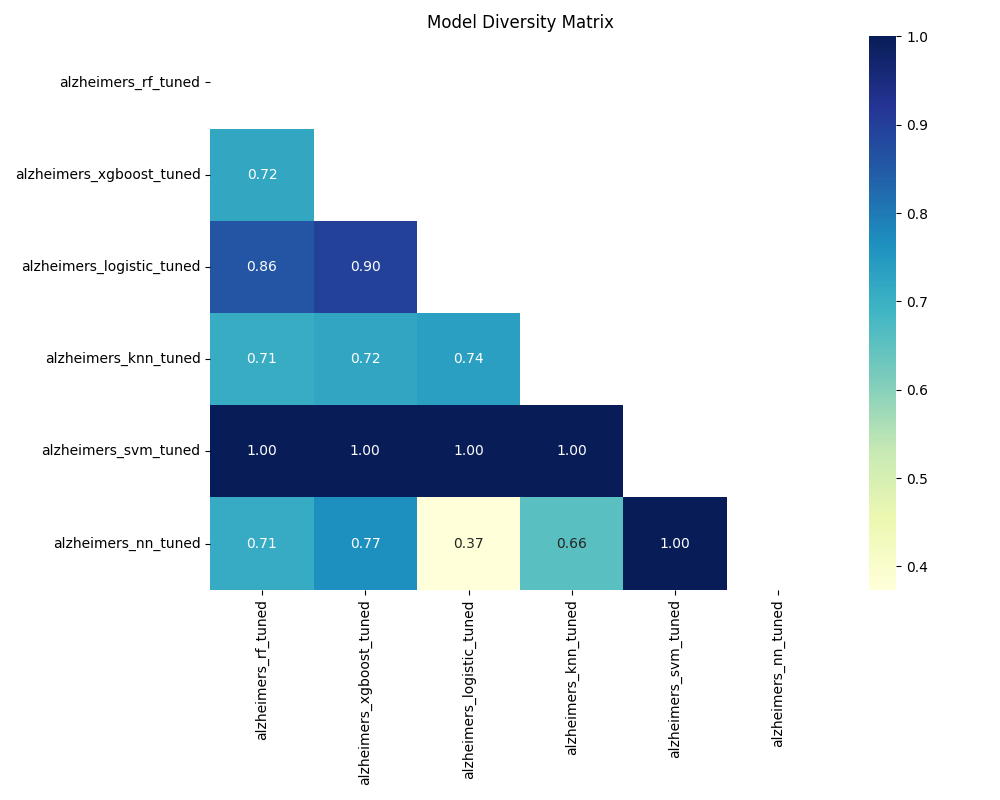 Model Diversity Matrix
alzheimers_rf_tuned
alzheimers_xgboost_tuned 0.72
alzheimers_logistic_tuned 0.86 0.90
alzheimers_knn_tuned 0.71 0.72 0.74
alzheimers_svm_tuned 1.00 1.00 1.00 1.00
alzheimers_nn_tuned 0.71 0.77 0.37 0.66 1.00
alzheimers_rf_tuned
alzheimers_xgboost_tuned
alzheimers_logistic_tuned
alzheimers_knn_tuned
alzheimers_svm_tuned
alzheimers_nn_tuned
1.0
0.9
0.8
0.7
0.6
0.5
0.4